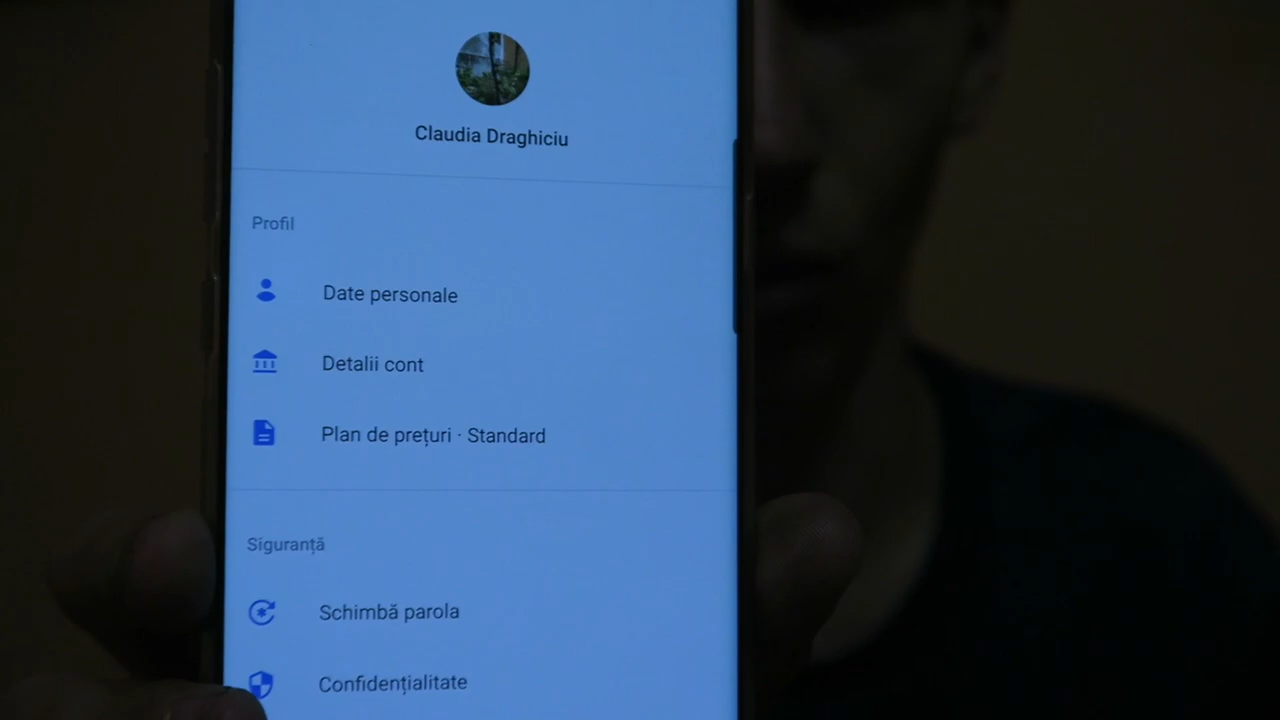 Claudia Draghiciu
Profil
Date personale
Detalii cont
Plan de prețuri · Standard
Siguranță
Schimbă parola
Confidențialitate